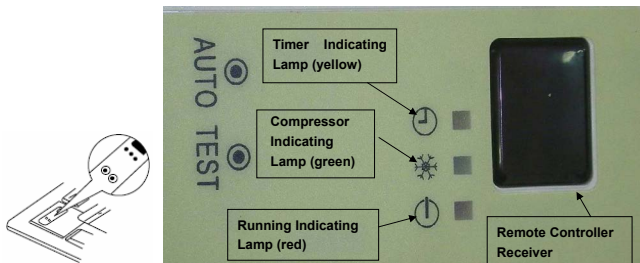 AUTO TEST
Timer Indicating
Lamp (yellow)
Compressor
Indicating
Lamp (green)
Running Indicating
Lamp (red)
Remote Controller
Receiver